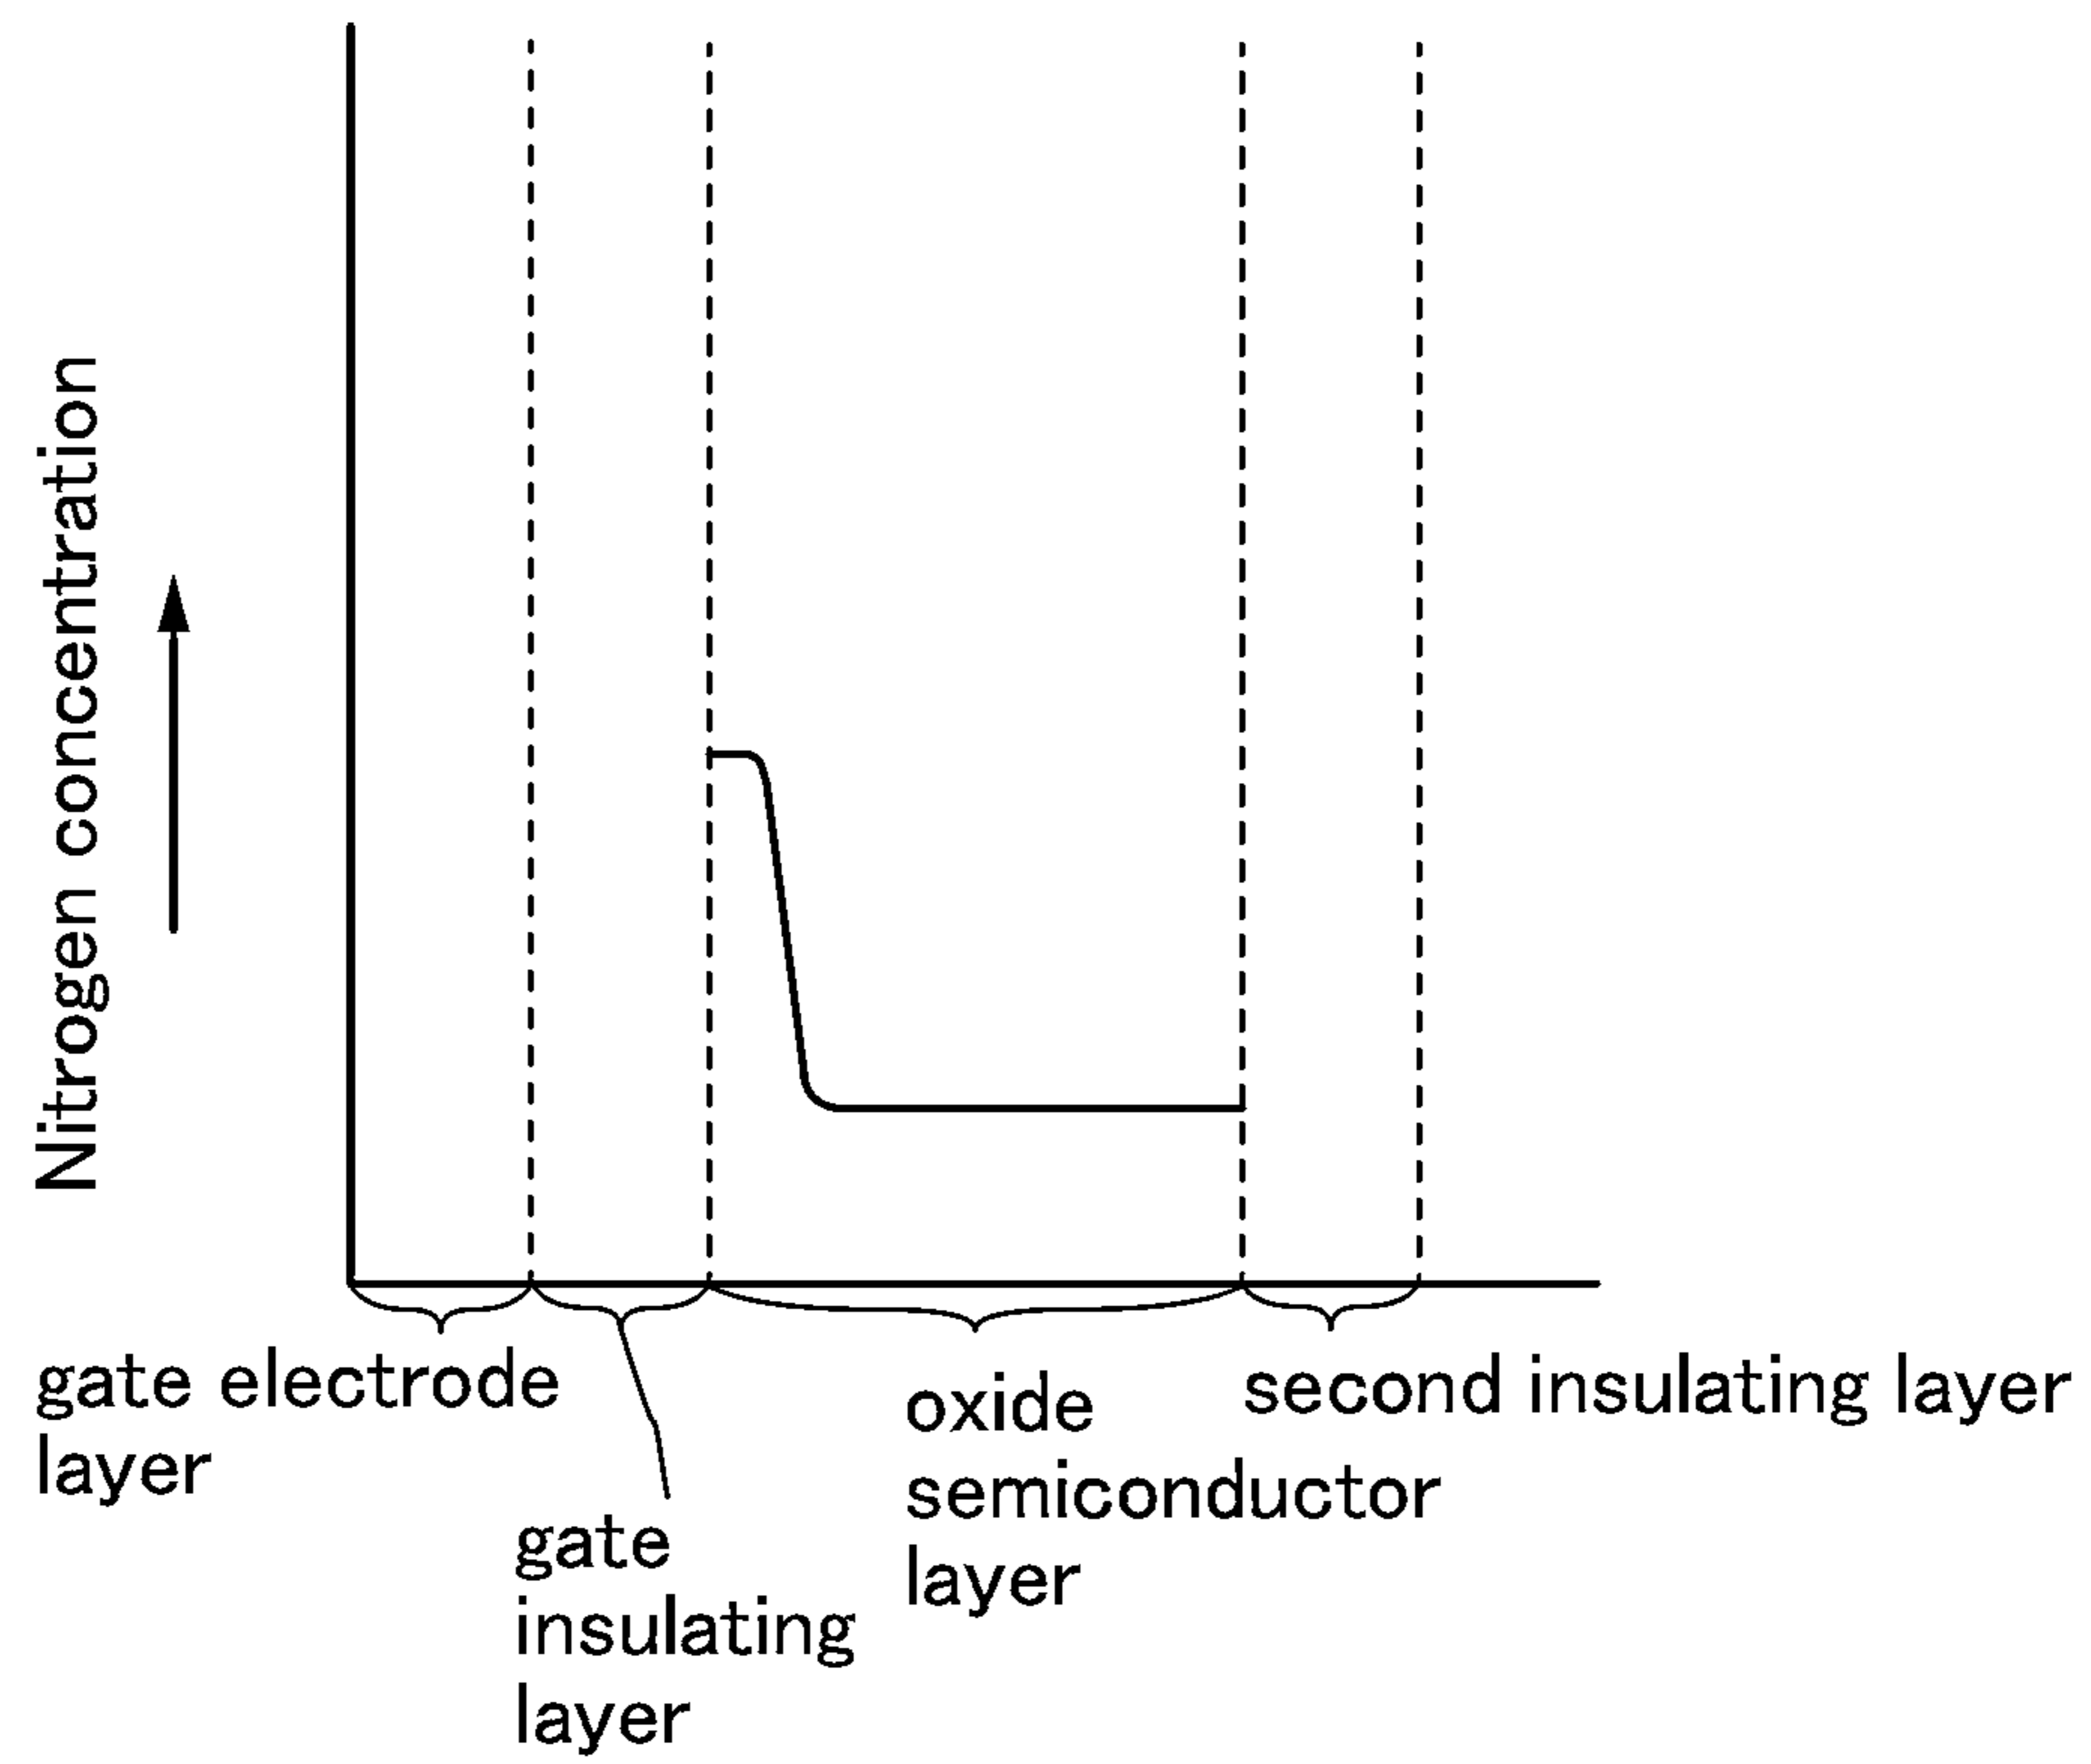 Nitrogen concentration
gate electrode
layer
gate
insulating
layer
oxide
semiconductor
layer
second insulating layer